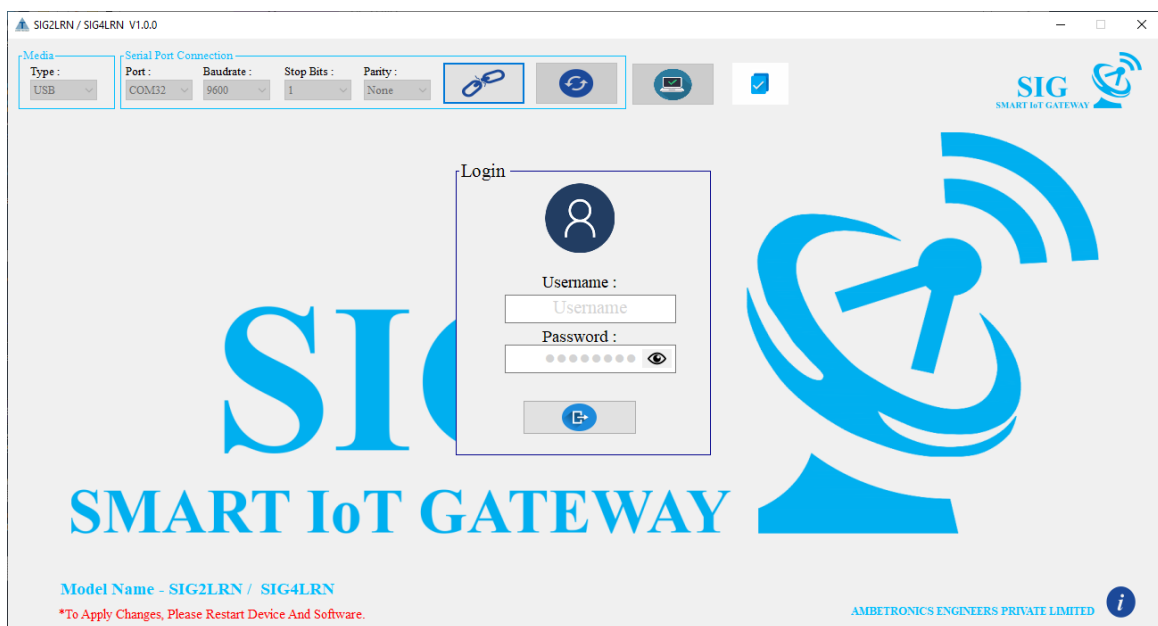 SIG2LRN / SIG4LRN V1.0.0
Media
Type :
USB
Serial Port Connection
Port : Baudrate : Stop Bits : Parity :
COM32 9600 1 None
SIG
SMART IoT GATEWAY
Login
Username :
Username
Password :
SMART IoT GATEWAY
Model Name - SIG2LRN / SIG4LRN
*To Apply Changes, Please Restart Device And Software.
AMBETRONICS ENGINEERS PRIVATE LIMITED
i